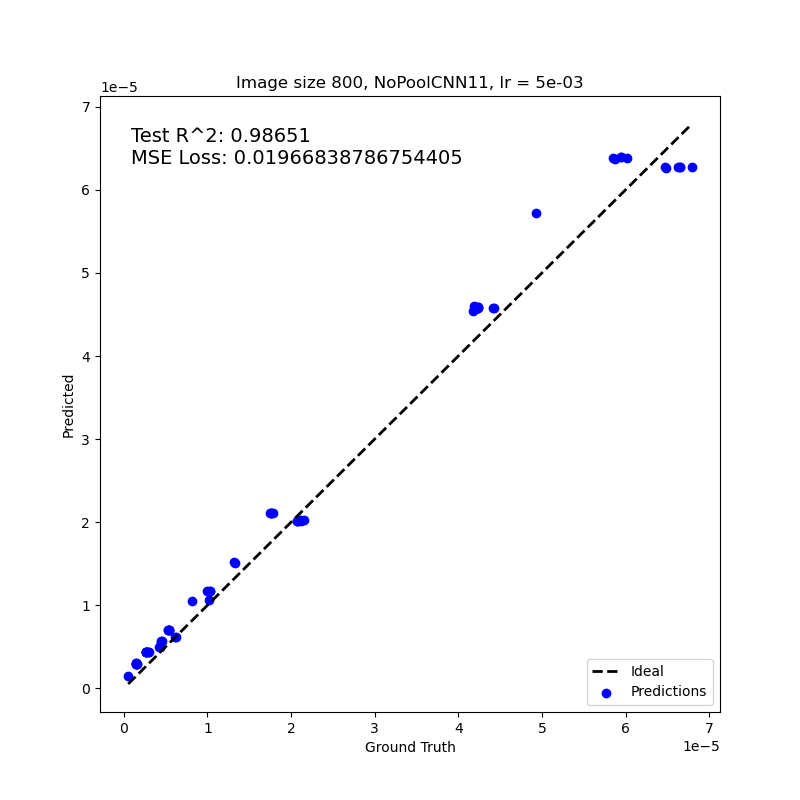 Image size 800, NoPoolCNN11, lr = 5e-03
1e−5
Test R^2: 0.98651
MSE Loss: 0.01966838786754405
7
6
5
4
3
2
1
0
Predicted
Ideal
Predictions
0 1 2 3 4 5 6 7
1e−5
Ground Truth